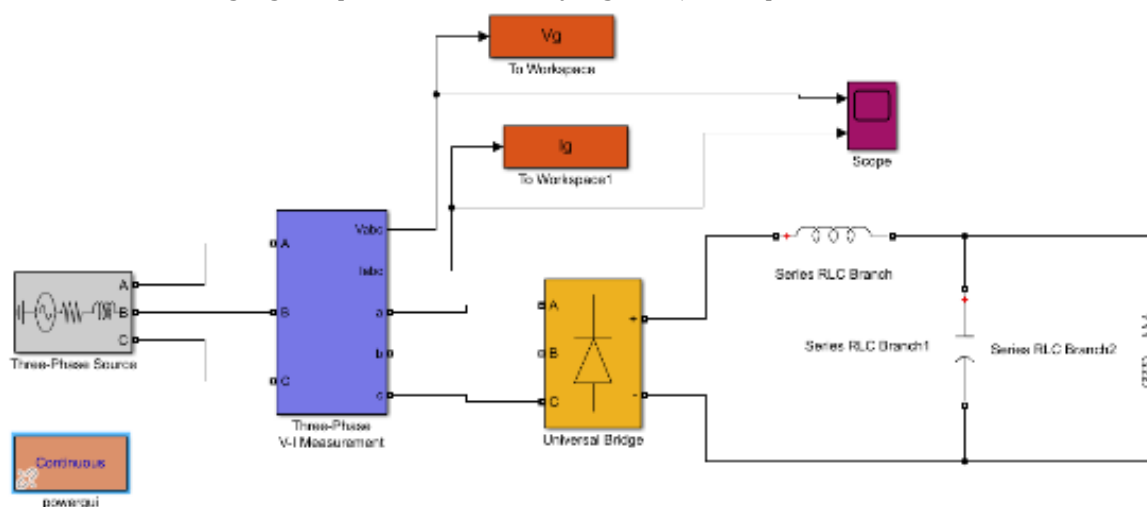 Vg
To Workspace
Ig
To Workspace1
Scope
A
B
C
Three-Phase Source
A
B
C
Vabc
Iabc
a
b
c
Three-Phase
V-I Measurement
A
B
C
+
-
Universal Bridge
Series RLC Branch
Series RLC Branch1
Series RLC Branch2
Continuous
powergui